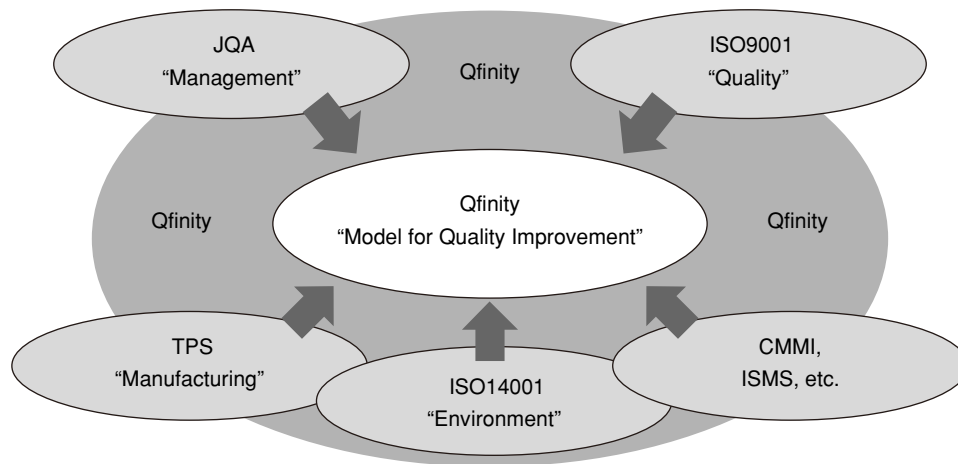 JQA
“Management”
ISO9001
“Quality”
Qfinity
Qfinity
Qfinity
“Model for Quality Improvement”
Qfinity
TPS
“Manufacturing”
ISO14001
“Environment”
CMMI,
ISMS, etc.